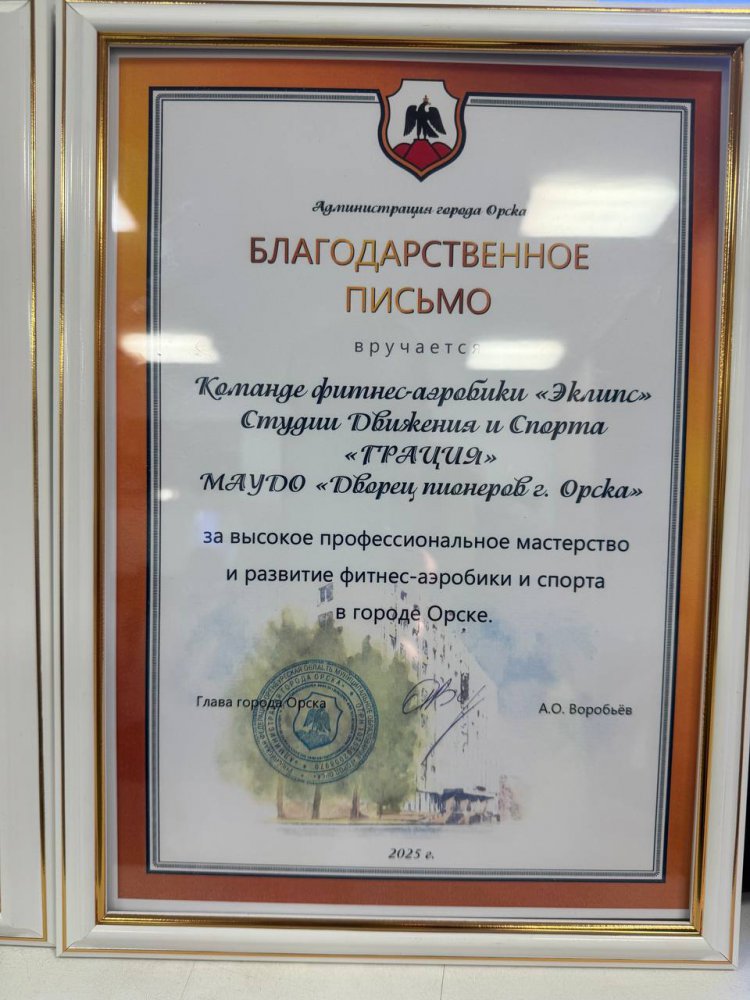 Администрация города Орска
БЛАГОДАРСТВЕННОЕ
ПИСЬМО
вручается
Команде фитнес-аэробики «Эклипс»
Студии Движения и Спорта
«ГРАЦИЯ»
МАУДО «Дворец пионеров г. Орска»
за высокое профессиональное мастерство
и развитие фитнес-аэробики и спорта
в городе Орске.
Глава города Орска
А.О. Воробьёв
2025 г.